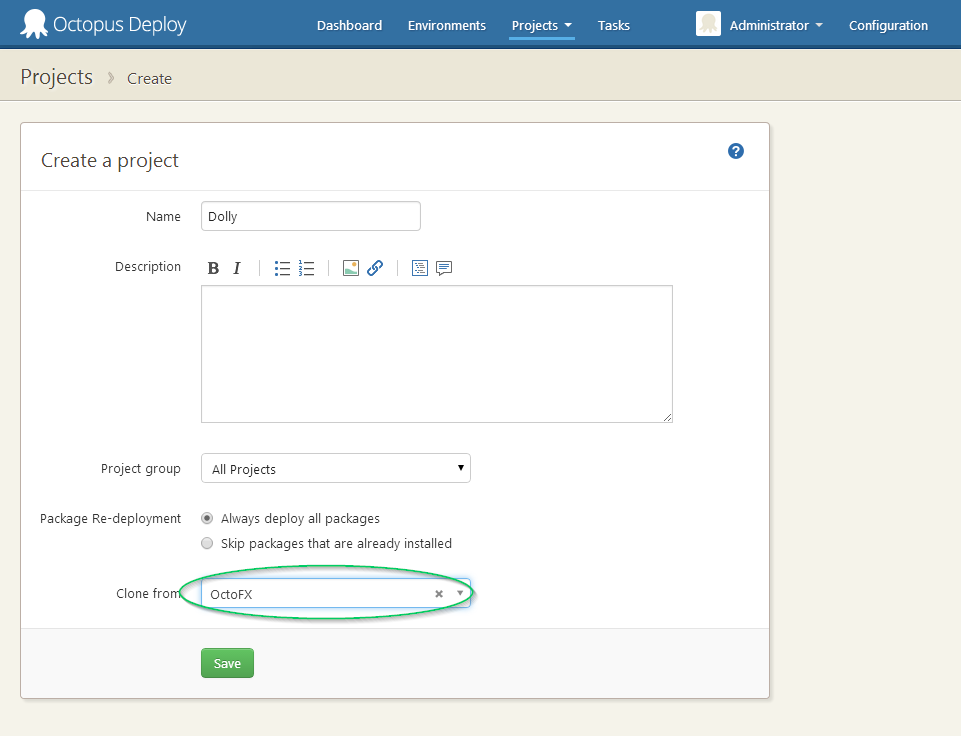 Octopus Deploy Dashboard Environments Projects Tasks Administrator Configuration
Projects Create
Create a project
Name Dolly
Description B I
Project group All Projects
Package Re-deployment Always deploy all packages
Skip packages that are already installed
Clone from OctoFX
Save